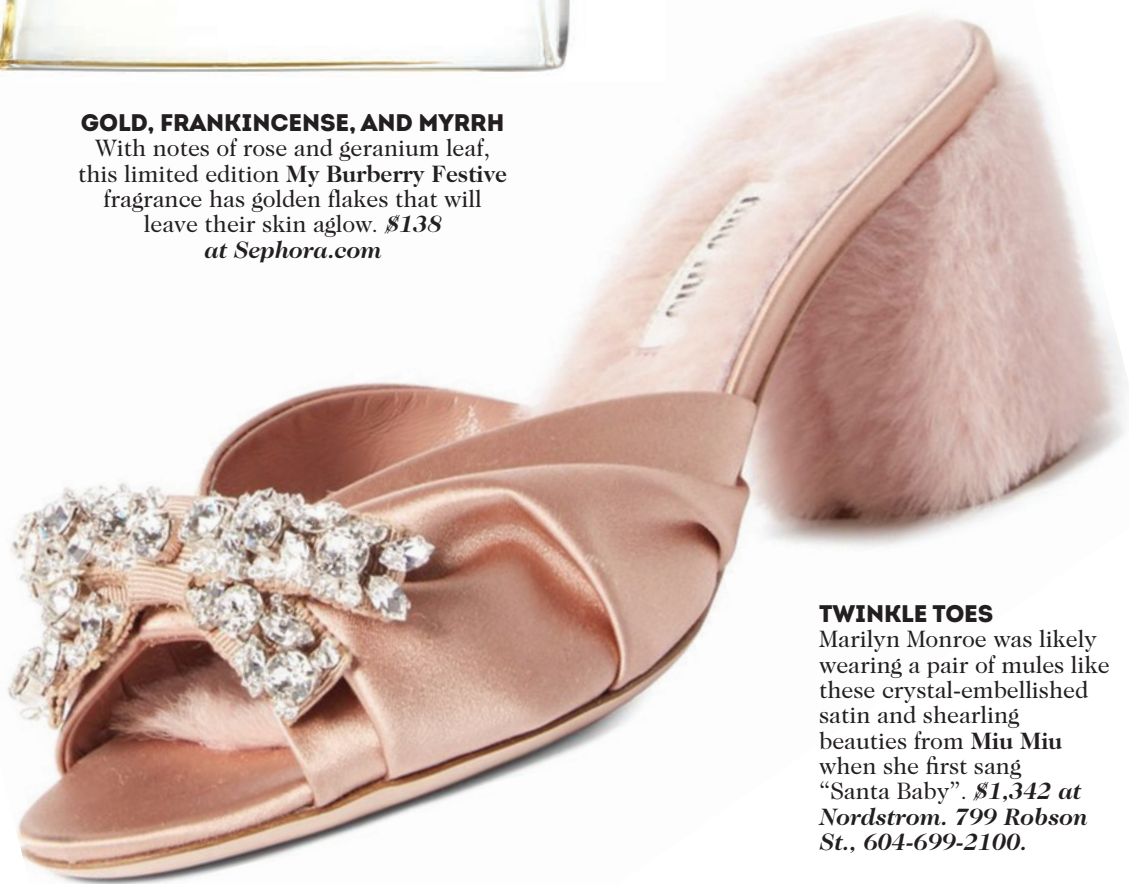 GOLD, FRANKINCENSE, AND MYRRH
With notes of rose and geranium leaf,
this limited edition My Burberry Festive
fragrance has golden flakes that will
leave their skin aglow. $138
at Sephora.com
miu miu
TWINKLE TOES
Marilyn Monroe was likely
wearing a pair of mules like
these crystal-embellished
satin and shearling
beauties from Miu Miu
when she first sang
“Santa Baby”. $1,342 at
Nordstrom. 799 Robson
St., 604-699-2100.